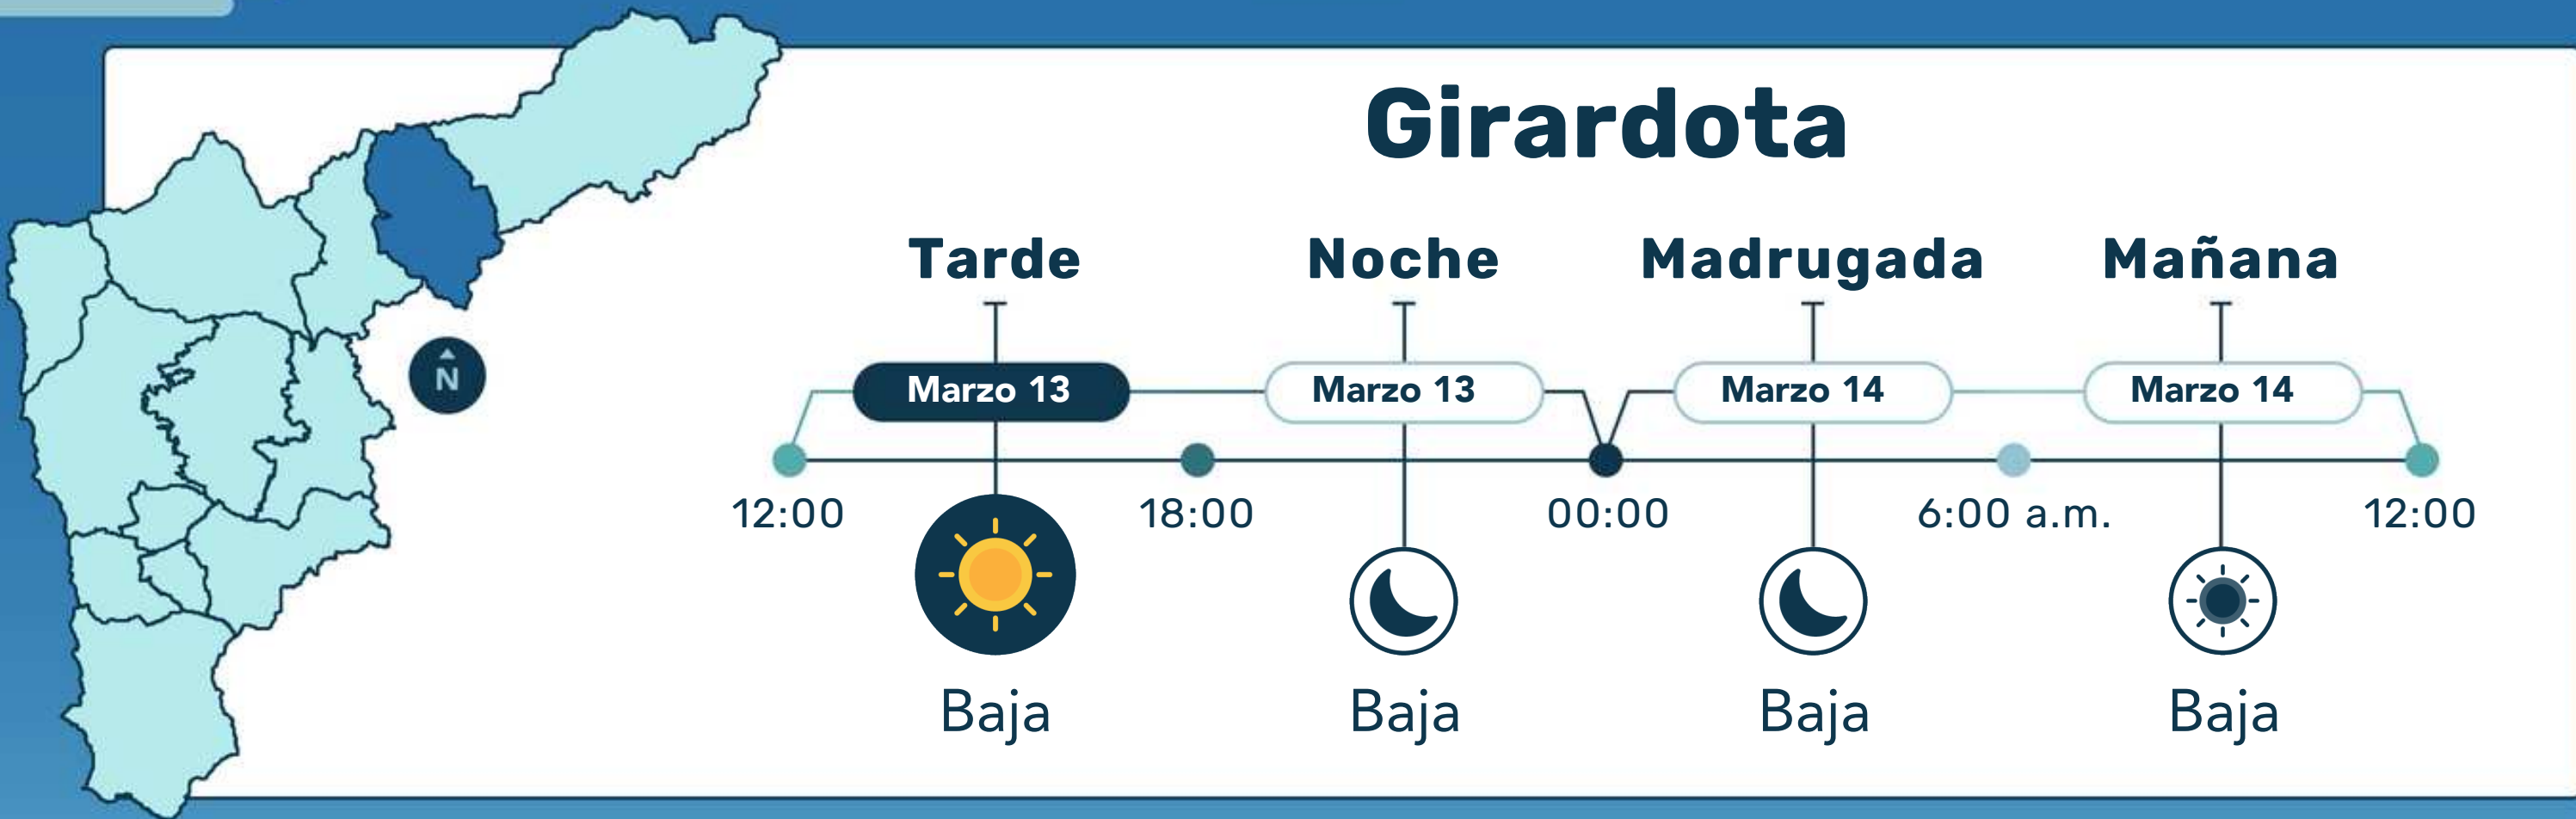 Girardota
Tarde Noche Madrugada Mañana
Marzo 13 Marzo 13 Marzo 14 Marzo 14
N
12:00 18:00 00:00 6:00 a.m. 12:00
Baja Baja Baja Baja